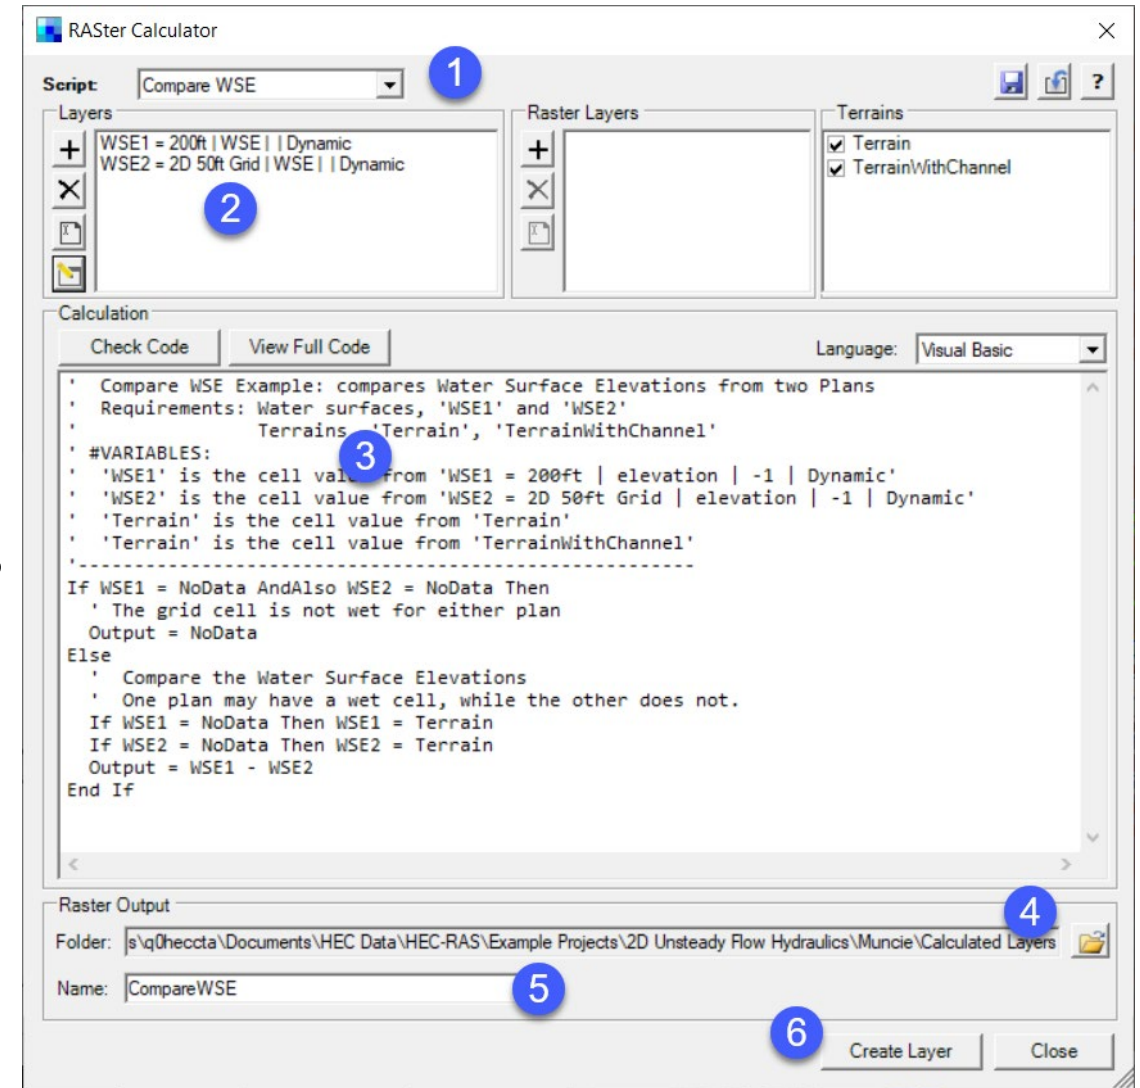 RASter Calculator
Script: Compare WSE
1
Layers
Raster Layers
Terrains
WSE1 = 200ft | WSE | | Dynamic
WSE2 = 2D 50ft Grid | WSE | | Dynamic
Terrain
TerrainWithChannel
2
Calculation
Check Code
View Full Code
Language: Visual Basic
'   Compare WSE Example: compares Water Surface Elevations from two Plans
'   Requirements: Water surfaces, 'WSE1' and 'WSE2'
'                 Terrains 'Terrain', 'TerrainWithChannel'
' #VARIABLES:
3
'   'WSE1' is the cell from 'WSE1 = 200ft | elevation | -1 | Dynamic'
'   'WSE2' is the cell value from 'WSE2 = 2D 50ft Grid | elevation | -1 | Dynamic'
'   'Terrain' is the cell value from 'Terrain'
'   'Terrain' is the cell value from 'TerrainWithChannel'
'---------------------------------------------------------
If WSE1 = NoData AndAlso WSE2 = NoData Then
  ' The grid cell is not wet for either plan
  Output = NoData
Else
  '   Compare the Water Surface Elevations
  '   One plan may have a wet cell, while the other does not.
  If WSE1 = NoData Then WSE1 = Terrain
  If WSE2 = NoData Then WSE2 = Terrain
  Output = WSE1 - WSE2
End If
Raster Output
4
Folder: s\q0heccta\Documents\HEC Data\HEC-RAS\Example Projects\2D Unsteady Flow Hydraulics\Muncie\Calculated Layers
Name: CompareWSE
5
6
Create Layer
Close